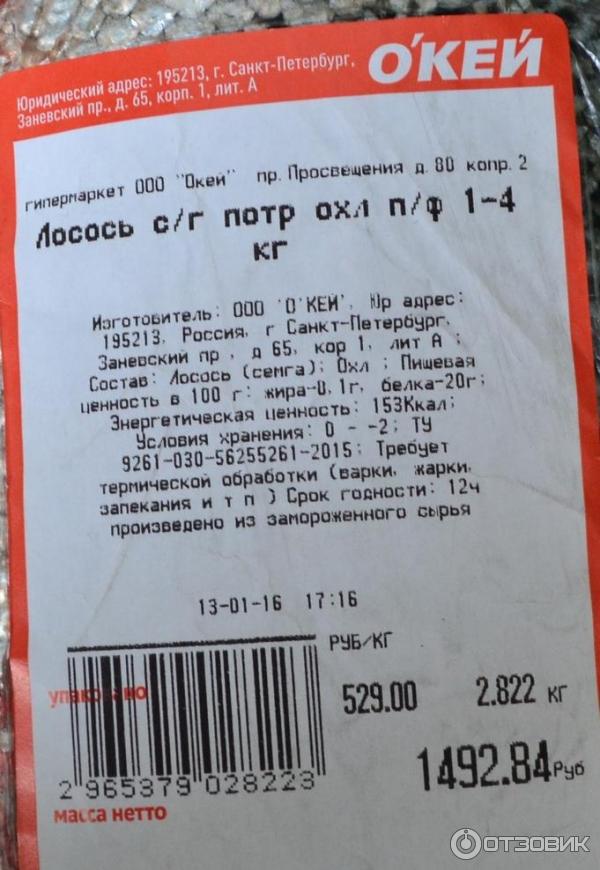 О'КЕЙ
Юридический адрес: 195213, г. Санкт-Петербург,
Заневский пр., д. 65, корп. 1, лит. А
гипермаркет ООО "Окей" пр. Просвещения д. 80 копр. 2
Лосось с/г потр охл п/ф 1-4
кг
Изготовитель: ООО 'О'КЕЙ', Юр адрес:
195213, Россия, г Санкт-Петербург,
Заневский пр , д 65, кор 1, лит А ;
Состав: Лосось (семга); Охл ; Пищевая
ценность в 100 г: жира-0,1г, белка-20г;
Энергетическая ценность: 153Ккал;
Условия хранения: 0 - -2; ТУ
9261-030-56255261-2015; Требует
термической обработки (варки, жарки,
запекания и т п ) Срок годности: 12ч
произведено из замороженного сырья
13-01-16 17:16
РУБ/КГ
упаковано
529.00 2.822 кг
1492.84Руб
2 965379 028223
масса нетто
ОТЗОВИК